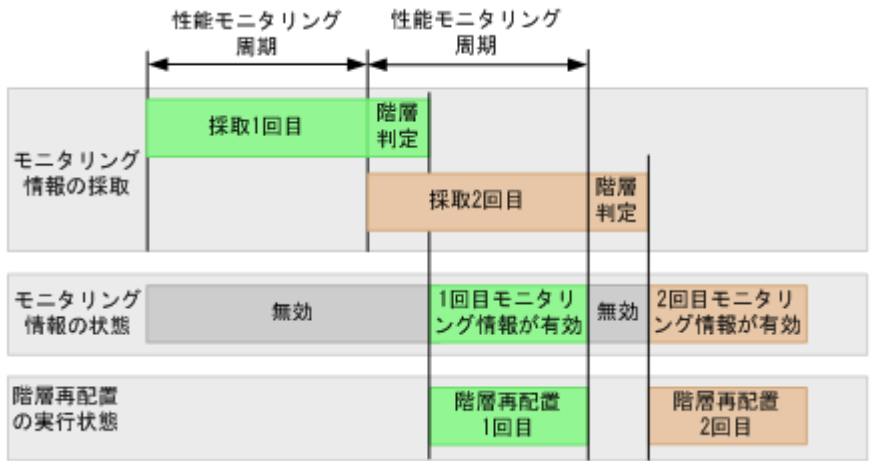 性能モニタリング
周期
性能モニタリング
周期
モニタリング
情報の採取
採取1回目
階層
判定
採取2回目
階層
判定
モニタリング
情報の状態
無効
1回目モニタリ
ング情報が有効
無効
2回目モニタリ
ング情報が有効
階層再配置
の実行状態
階層再配置
1回目
階層再配置
2回目